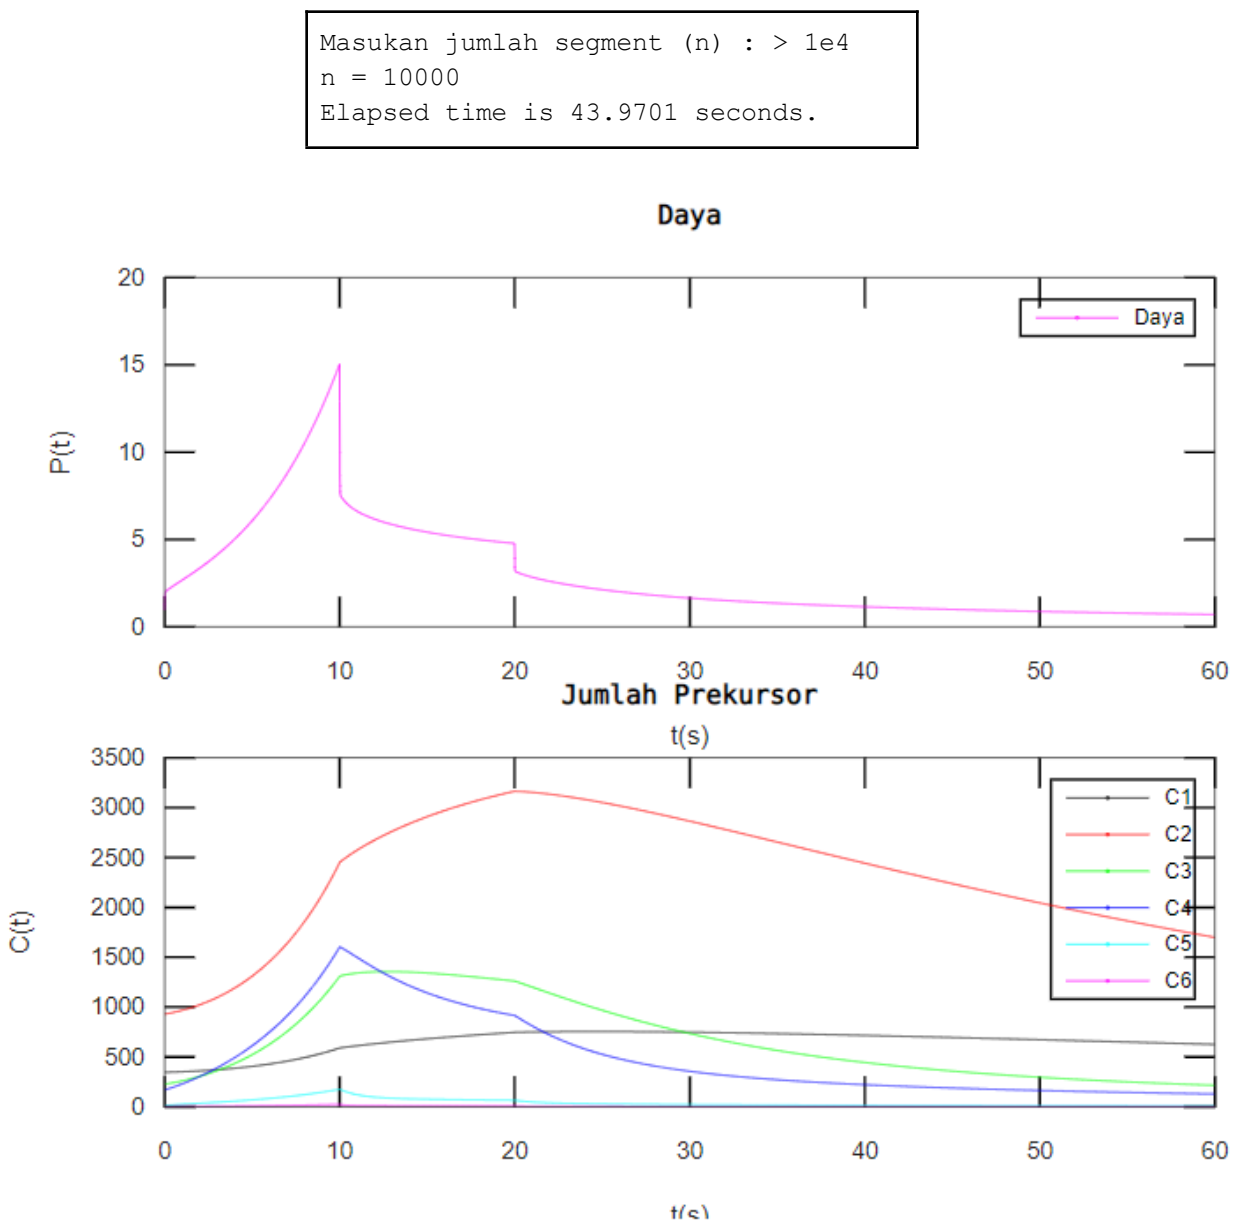 Masukan jumlah segment (n) : > 1e4
n = 10000
Elapsed time is 43.9701 seconds.
Daya
20
15
10
5
0
P(t)
Daya
0 10 20 30 40 50 60
t(s)
Jumlah Prekursor
3500
3000
2500
2000
1500
1000
500
0
C(t)
C1
C2
C3
C4
C5
C6
0 10 20 30 40 50 60
t(s)